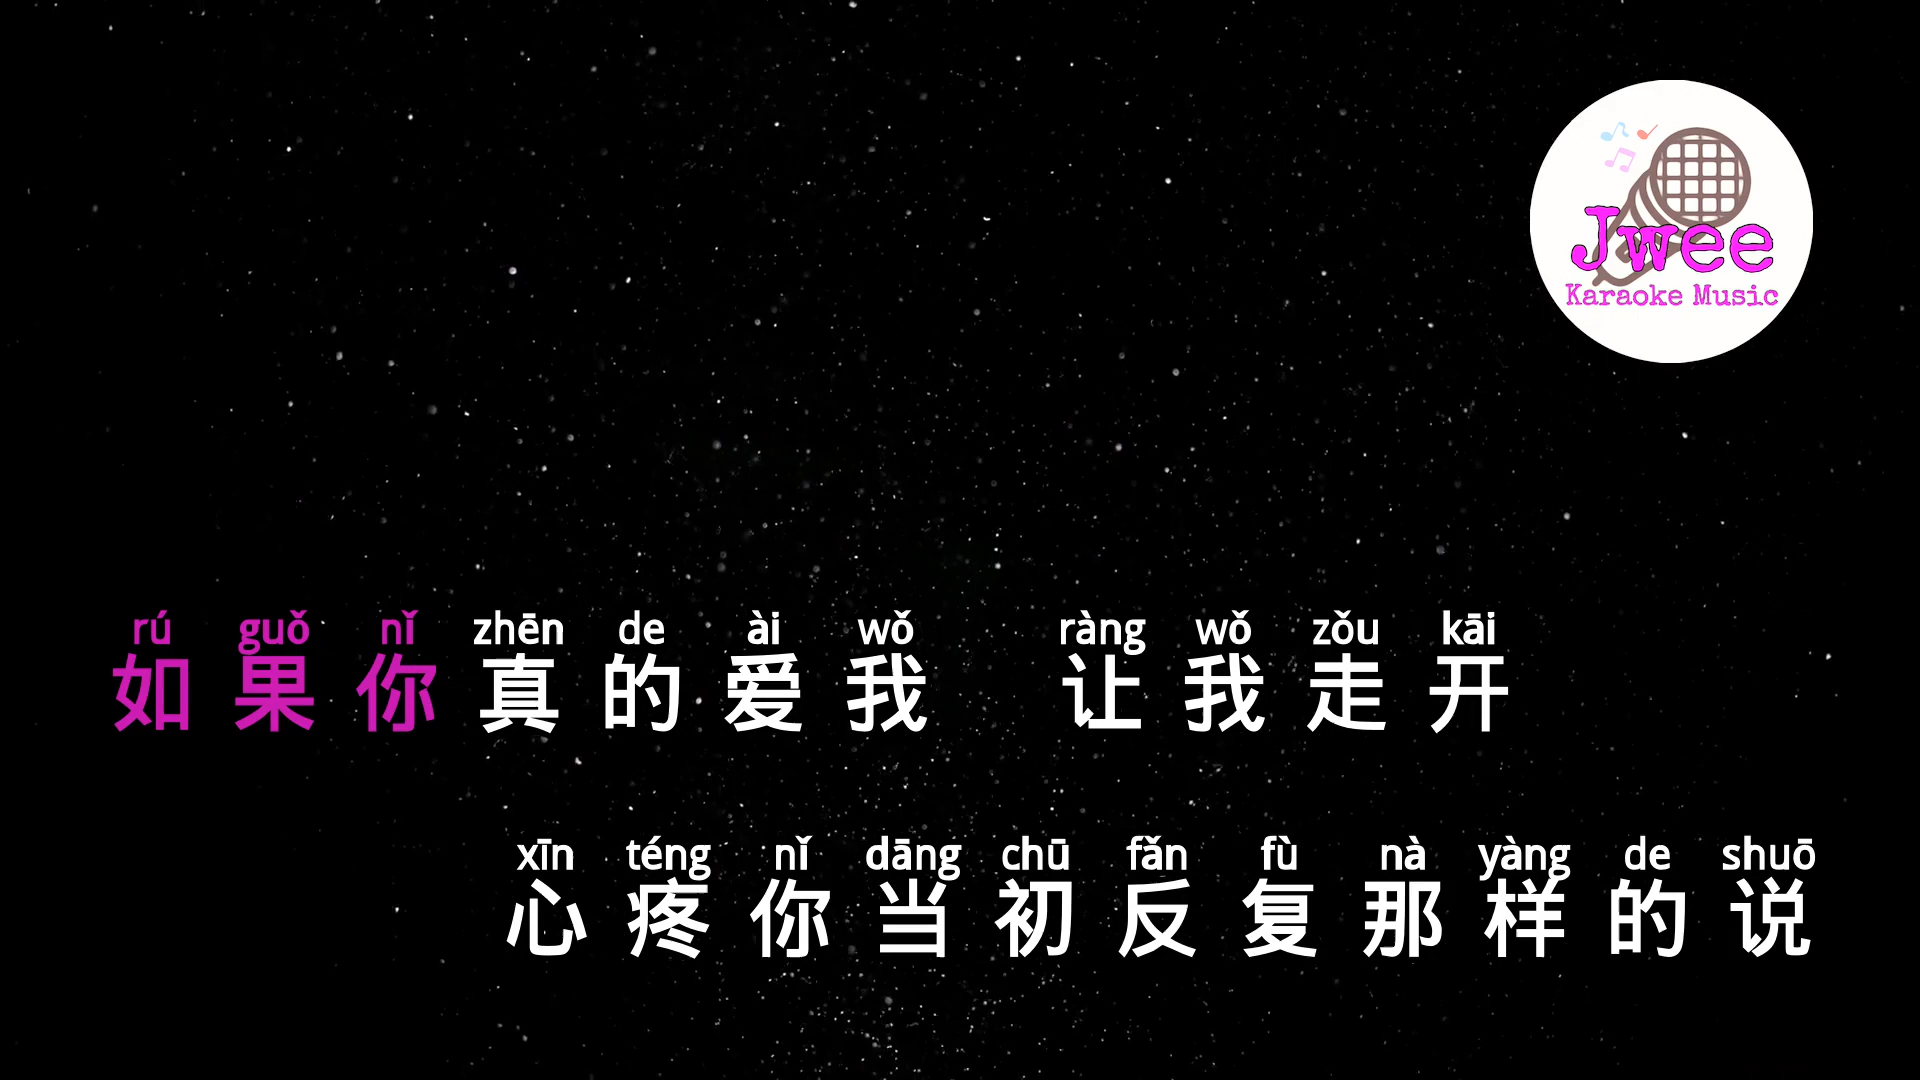 Jwee
Karaoke Music
rú guǒ nǐ zhēn de ài wǒ ràng wǒ zǒu kāi
如果你真的爱我 让我走开
xīn téng nǐ dāng chū fǎn fù nà yàng de shuō
心疼你当初反复那样的说